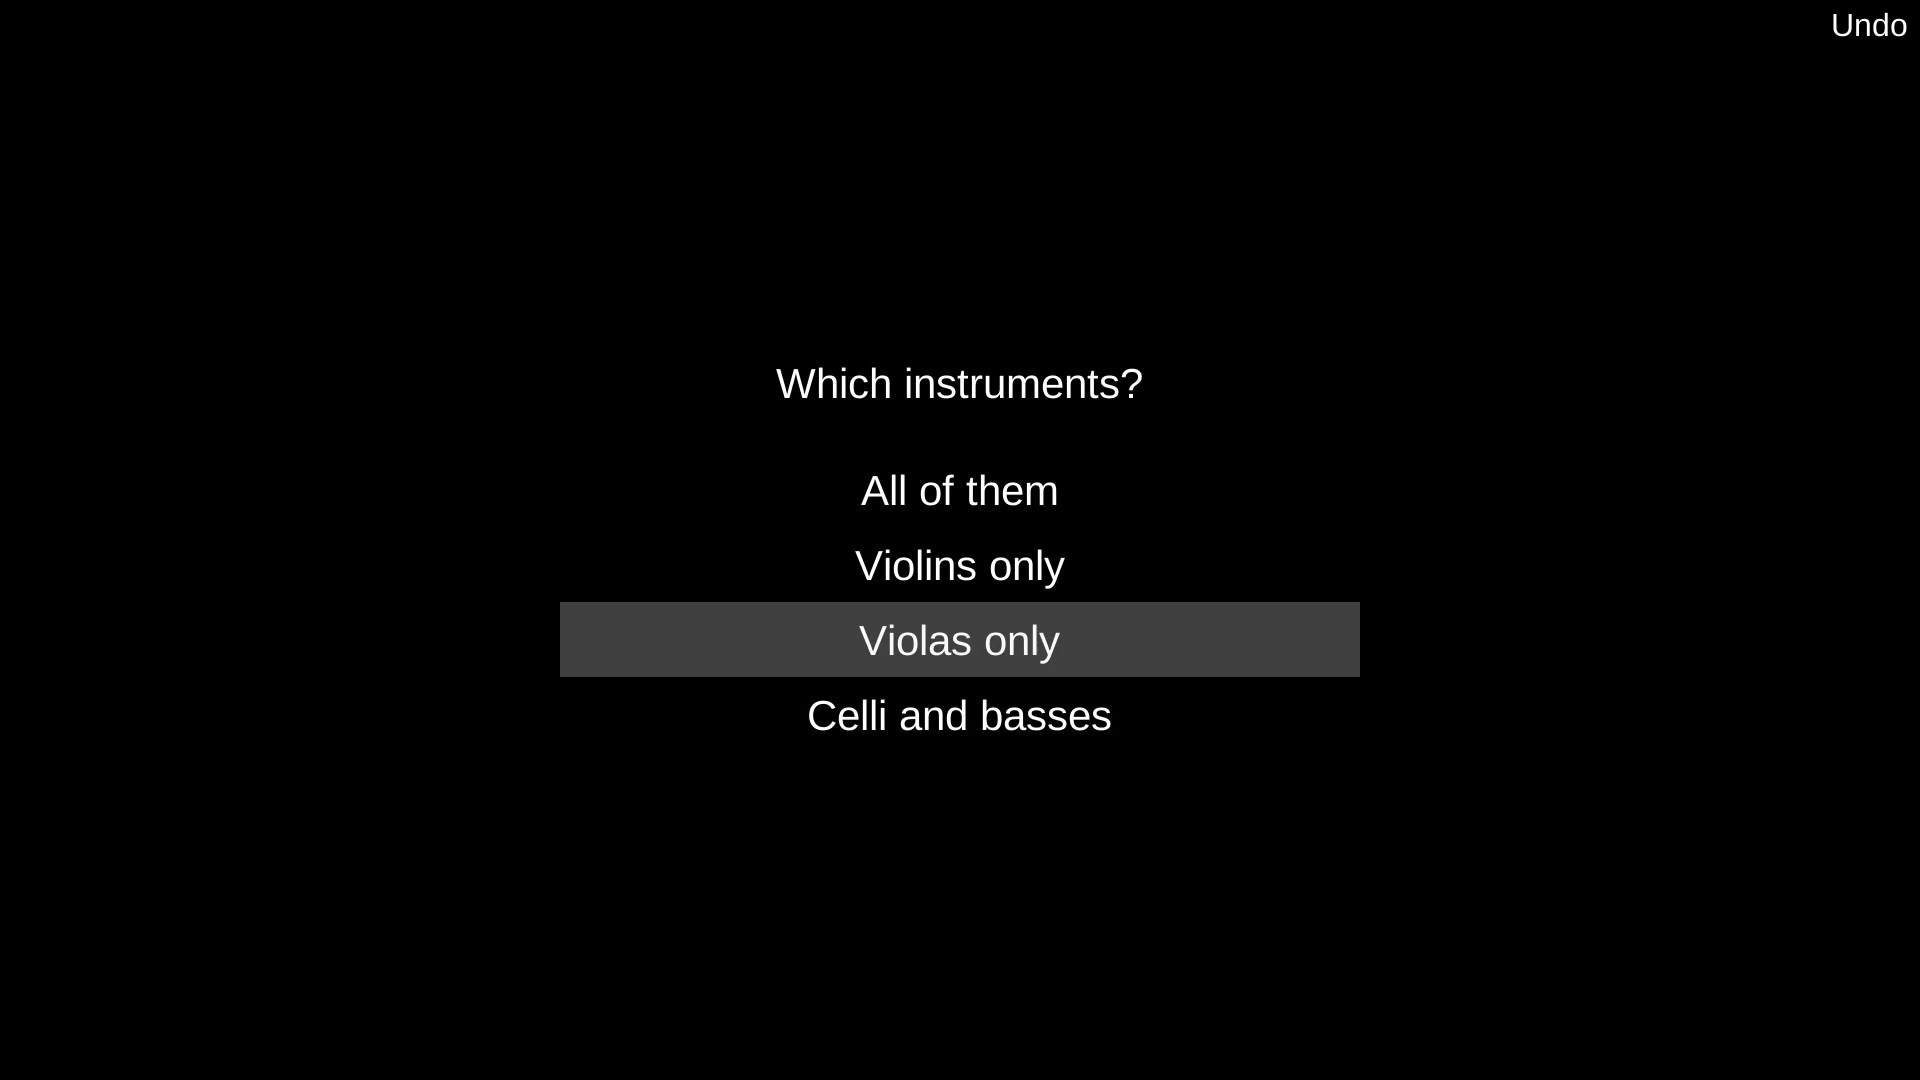 Undo
Which instruments?
All of them
Violins only
Violas only
Celli and basses